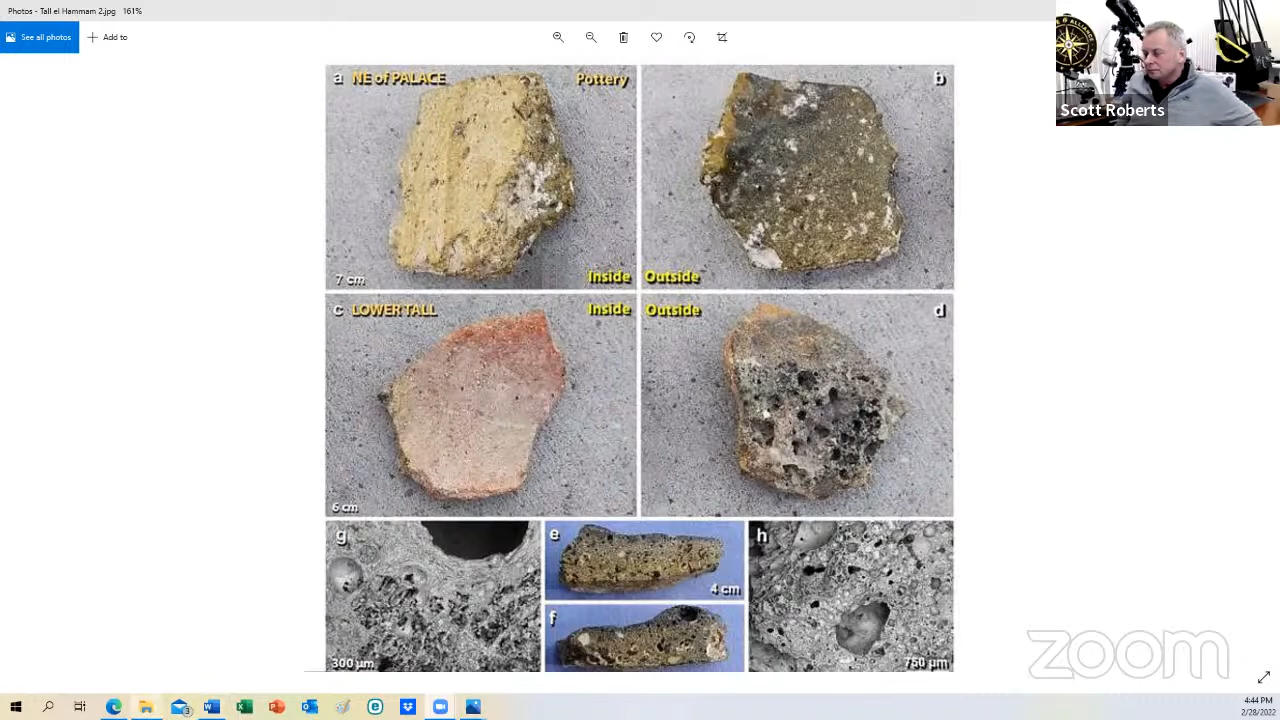 Photos - Tall el Hammam 2.jpg 161%
See all photos
Add to
Scott Roberts
a NE of PALACE Pottery
b
7 cm Inside
Outside
c LOWER TALL Inside
Outside d
6 cm
g
e
h
4 cm
f
300 µm
750 µm
zoom
3
4:44 PM
2/28/2022